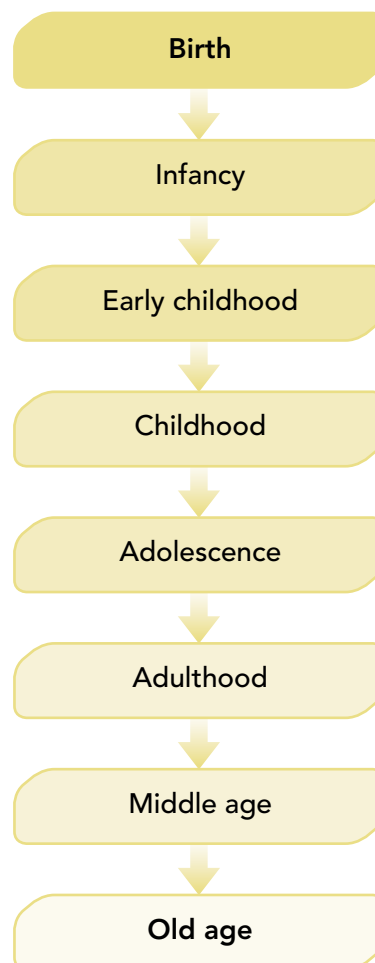 Birth
Infancy
Early childhood
Childhood
Adolescence
Adulthood
Middle age
Old age